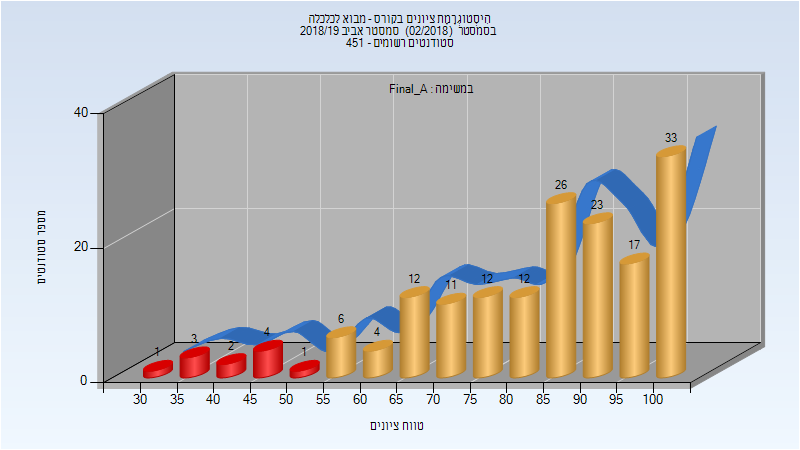 היסטוגרמת ציונים בקורס - מבוא לכלכלה
בסמסטר (02/2018) סמסטר אביב 2018/19
סטודנטים רשומים - 451
במשימה : Final_A
מספר סטודנטים
40
20
0
1
3
2
4
1
6
4
12
11
12
12
26
23
17
33
30 35 40 45 50 55 60 65 70 75 80 85 90 95 100
טווח ציונים